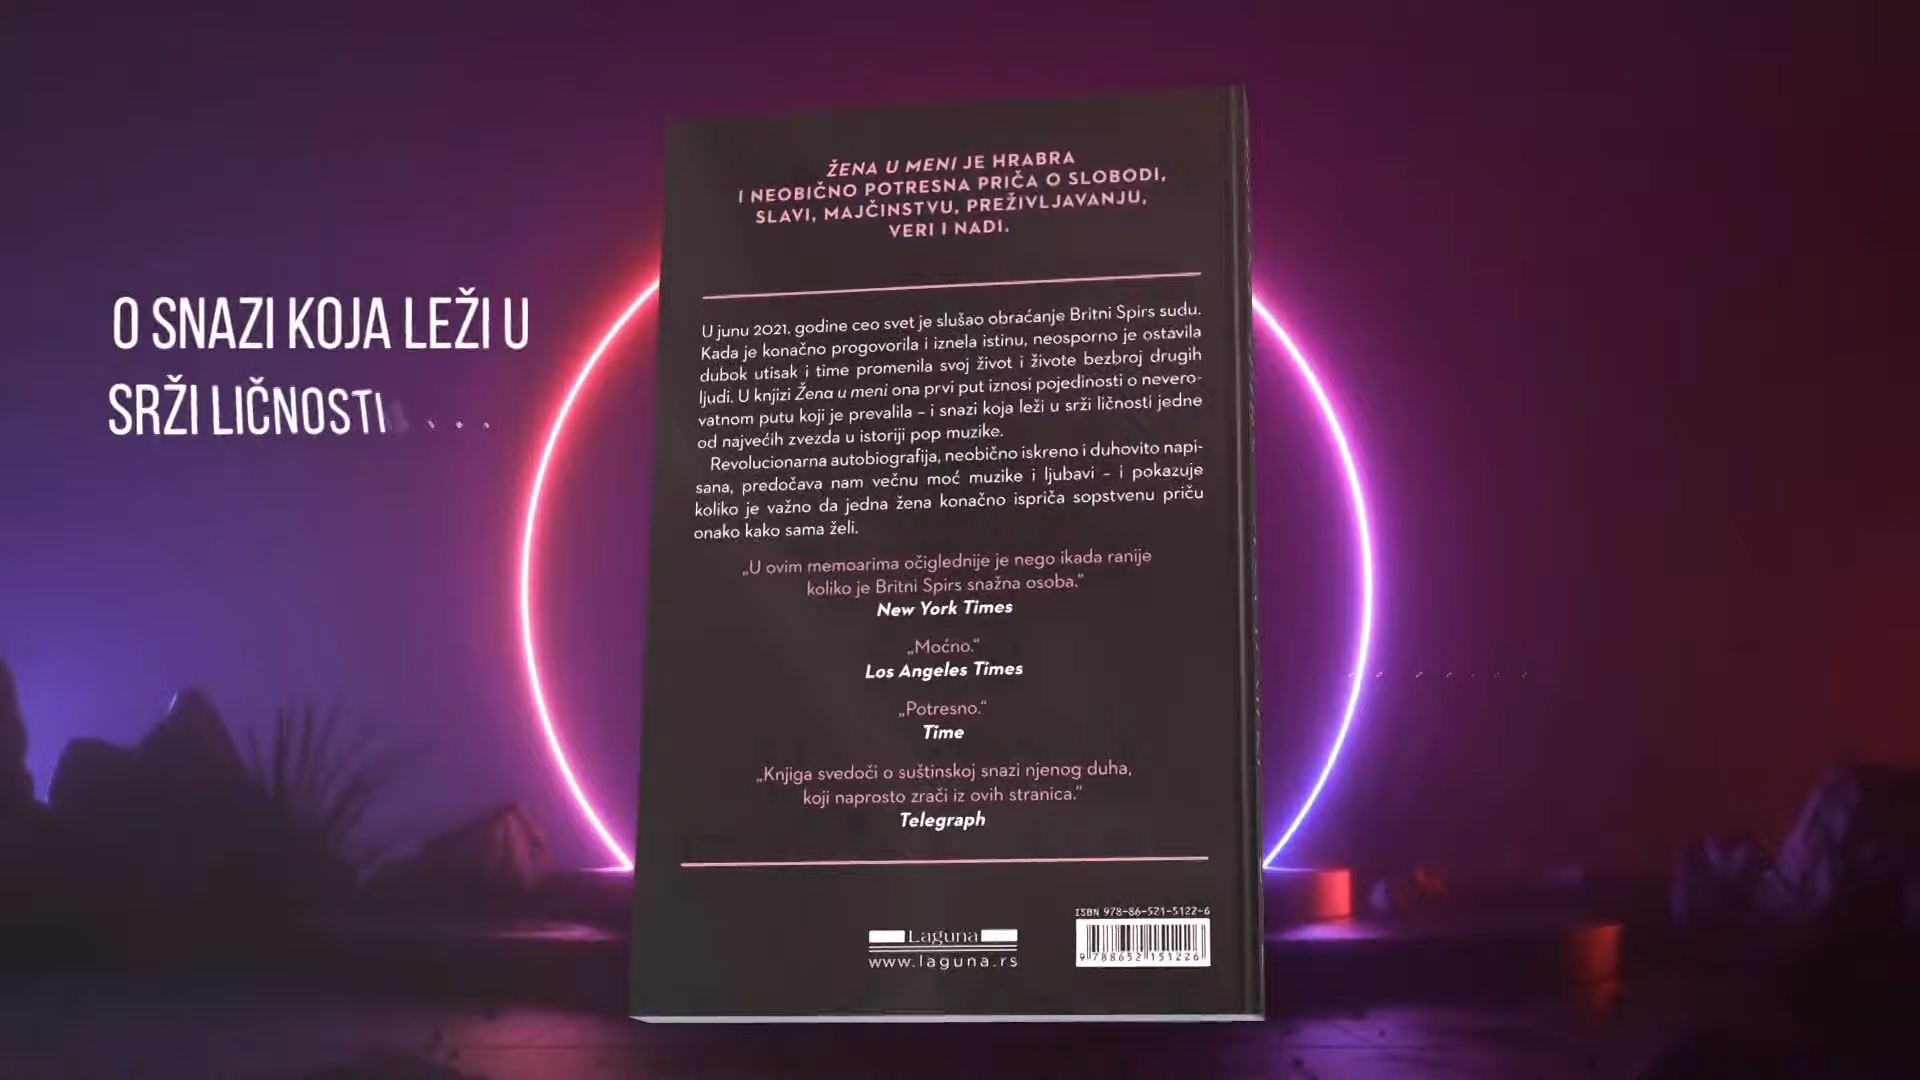 O SNAZI KOJA LEŽI U
SRŽI LIČNOSTI
ŽENA U MENI JE HRABRA
I NEOBIČNO POTRESNA PRIČA O SLOBODI,
SLAVI, MAJČINSTVU, PREŽIVLJAVANJU,
VERI I NADI.
U junu 2021. godine ceo svet je slušao obraćanje Britni Spirs sudu.
Kada je konačno progovorila i iznela istinu, neosporno je ostavila
dubok utisak i time promenila svoj život i živote bezbroj drugih
ljudi. U knjizi Žena u meni ona prvi put iznosi pojedinosti o nevero-
vatnom putu koji je prevalila – i snazi koja leži u srži ličnosti jedne
od najvećih zvezda u istoriji pop muzike.
Revolucionarna autobiografija, neobično iskreno i duhovito napi-
sana, predočava nam večnu moć muzike i ljubavi – i pokazuje
koliko je važno da jedna žena konačno ispriča sopstvenu priču
onako kako sama želi.
„U ovim memoarima očiglednije je nego ikada ranije
koliko je Britni Spirs snažna osoba.“
New York Times
„Moćno.“
Los Angeles Times
„Potresno.“
Time
„Knjiga svedoči o suštinskoj snazi njenog duha,
koji naprosto zrači iz ovih stranica.“
Telegraph
Laguna
www.laguna.rs
ISBN 978-86-521-5122-6
9 788652 151226